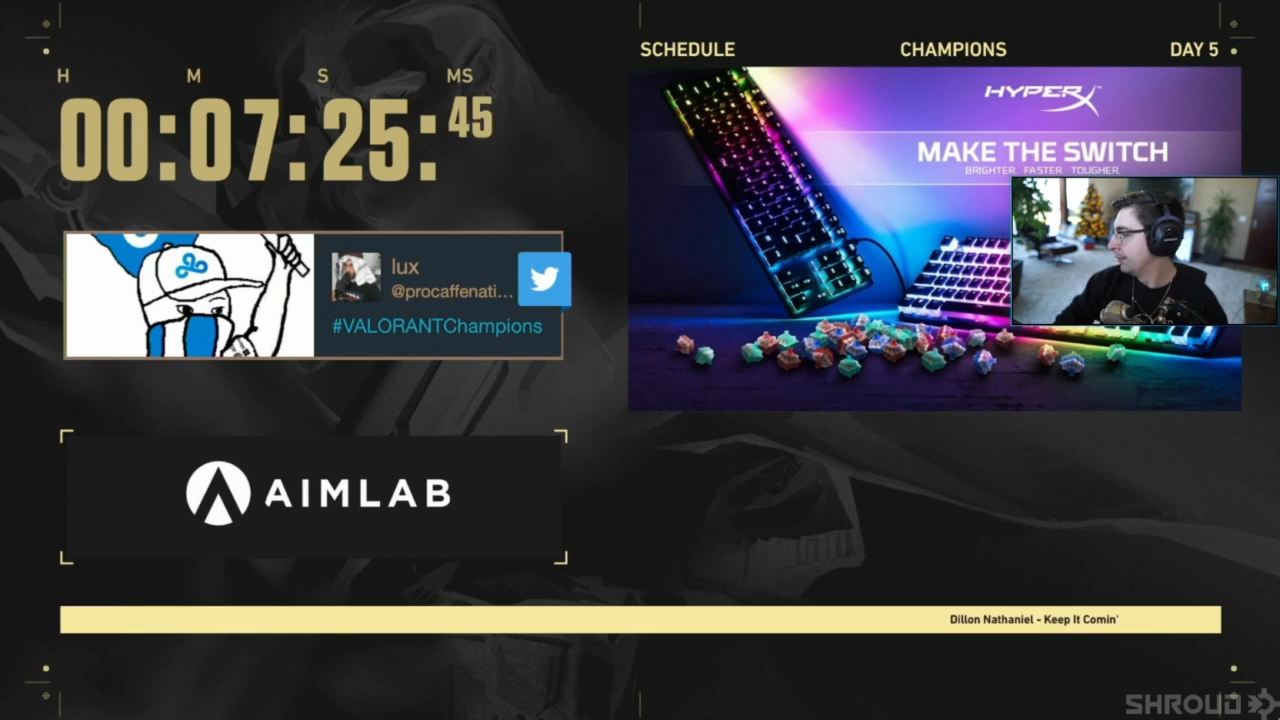 SCHEDULE CHAMPIONS DAY 5
H M S MS
00:07:25:45
HYPERX
MAKE THE SWITCH
BRIGHTER. FASTER. TOUGHER.
lux
@procaffenati...
#VALORANTChampions
AIMLAB
Dillon Nathaniel - Keep It Comin'
SHROUD